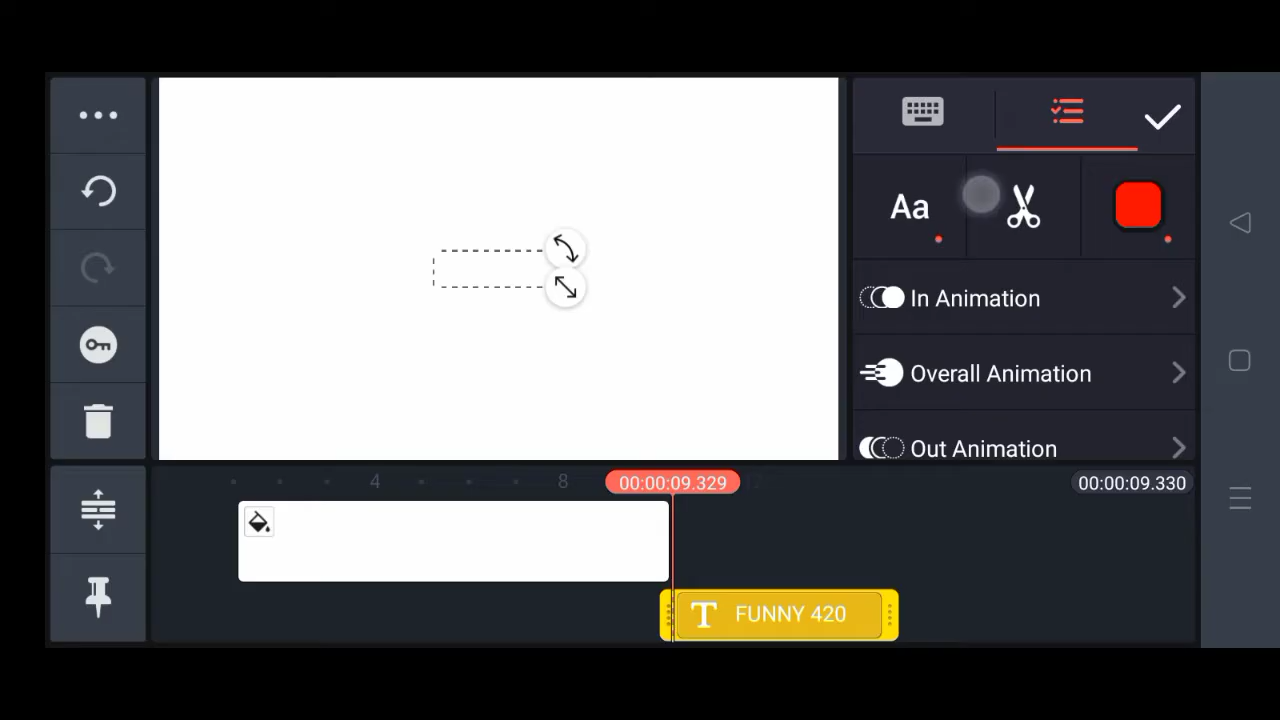 Aa
In Animation
Overall Animation
Out Animation
4
8
00:00:09.329
00:00:09.330
T FUNNY 420